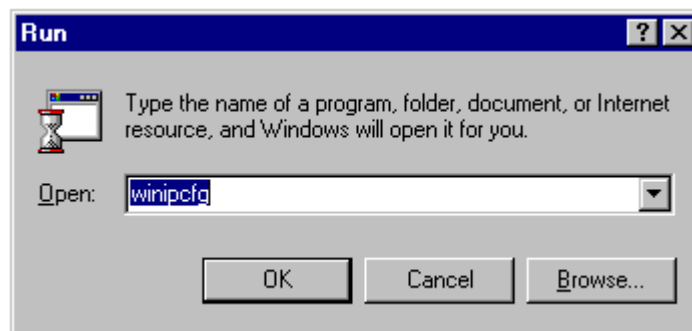 Run
Type the name of a program, folder, document, or Internet
resource, and Windows will open it for you.
Open: winipcfg
OK Cancel Browse...